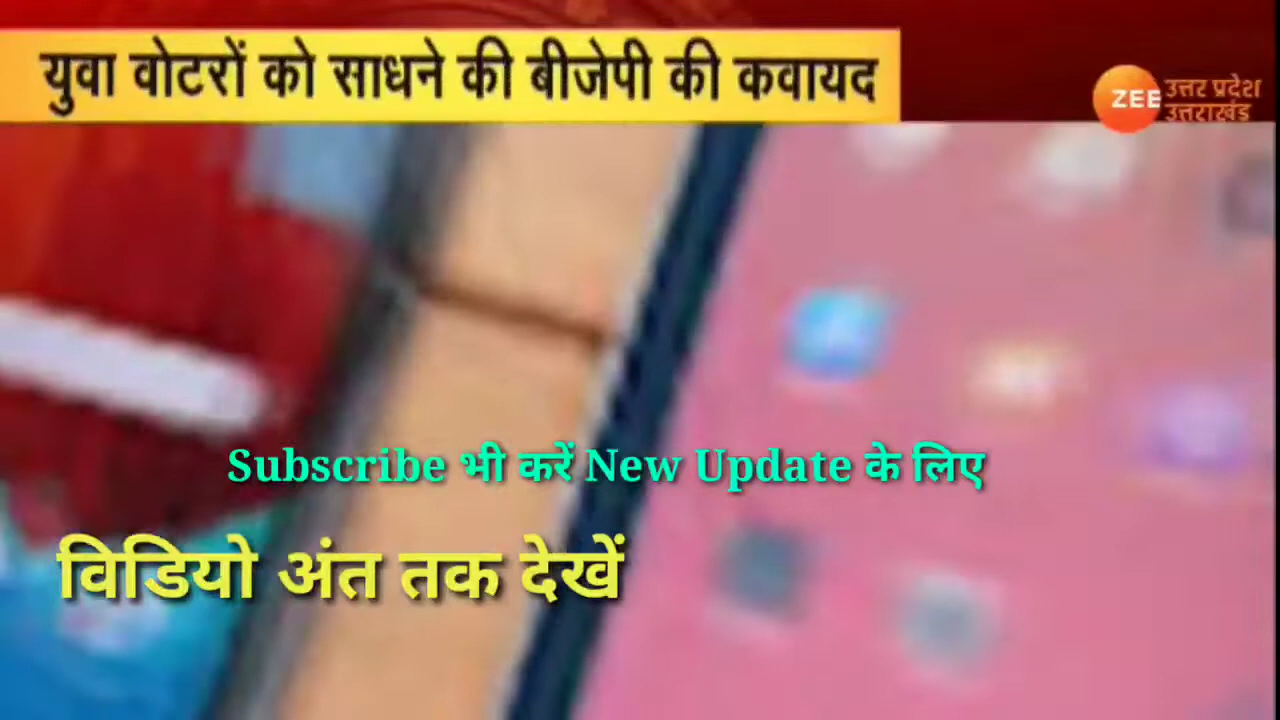 युवा वोटरों को साधने की बीजेपी की कवायद
ZEE उत्तर प्रदेश
उत्तराखंड
Subscribe भी करें New Update के लिए
विडियो अंत तक देखें